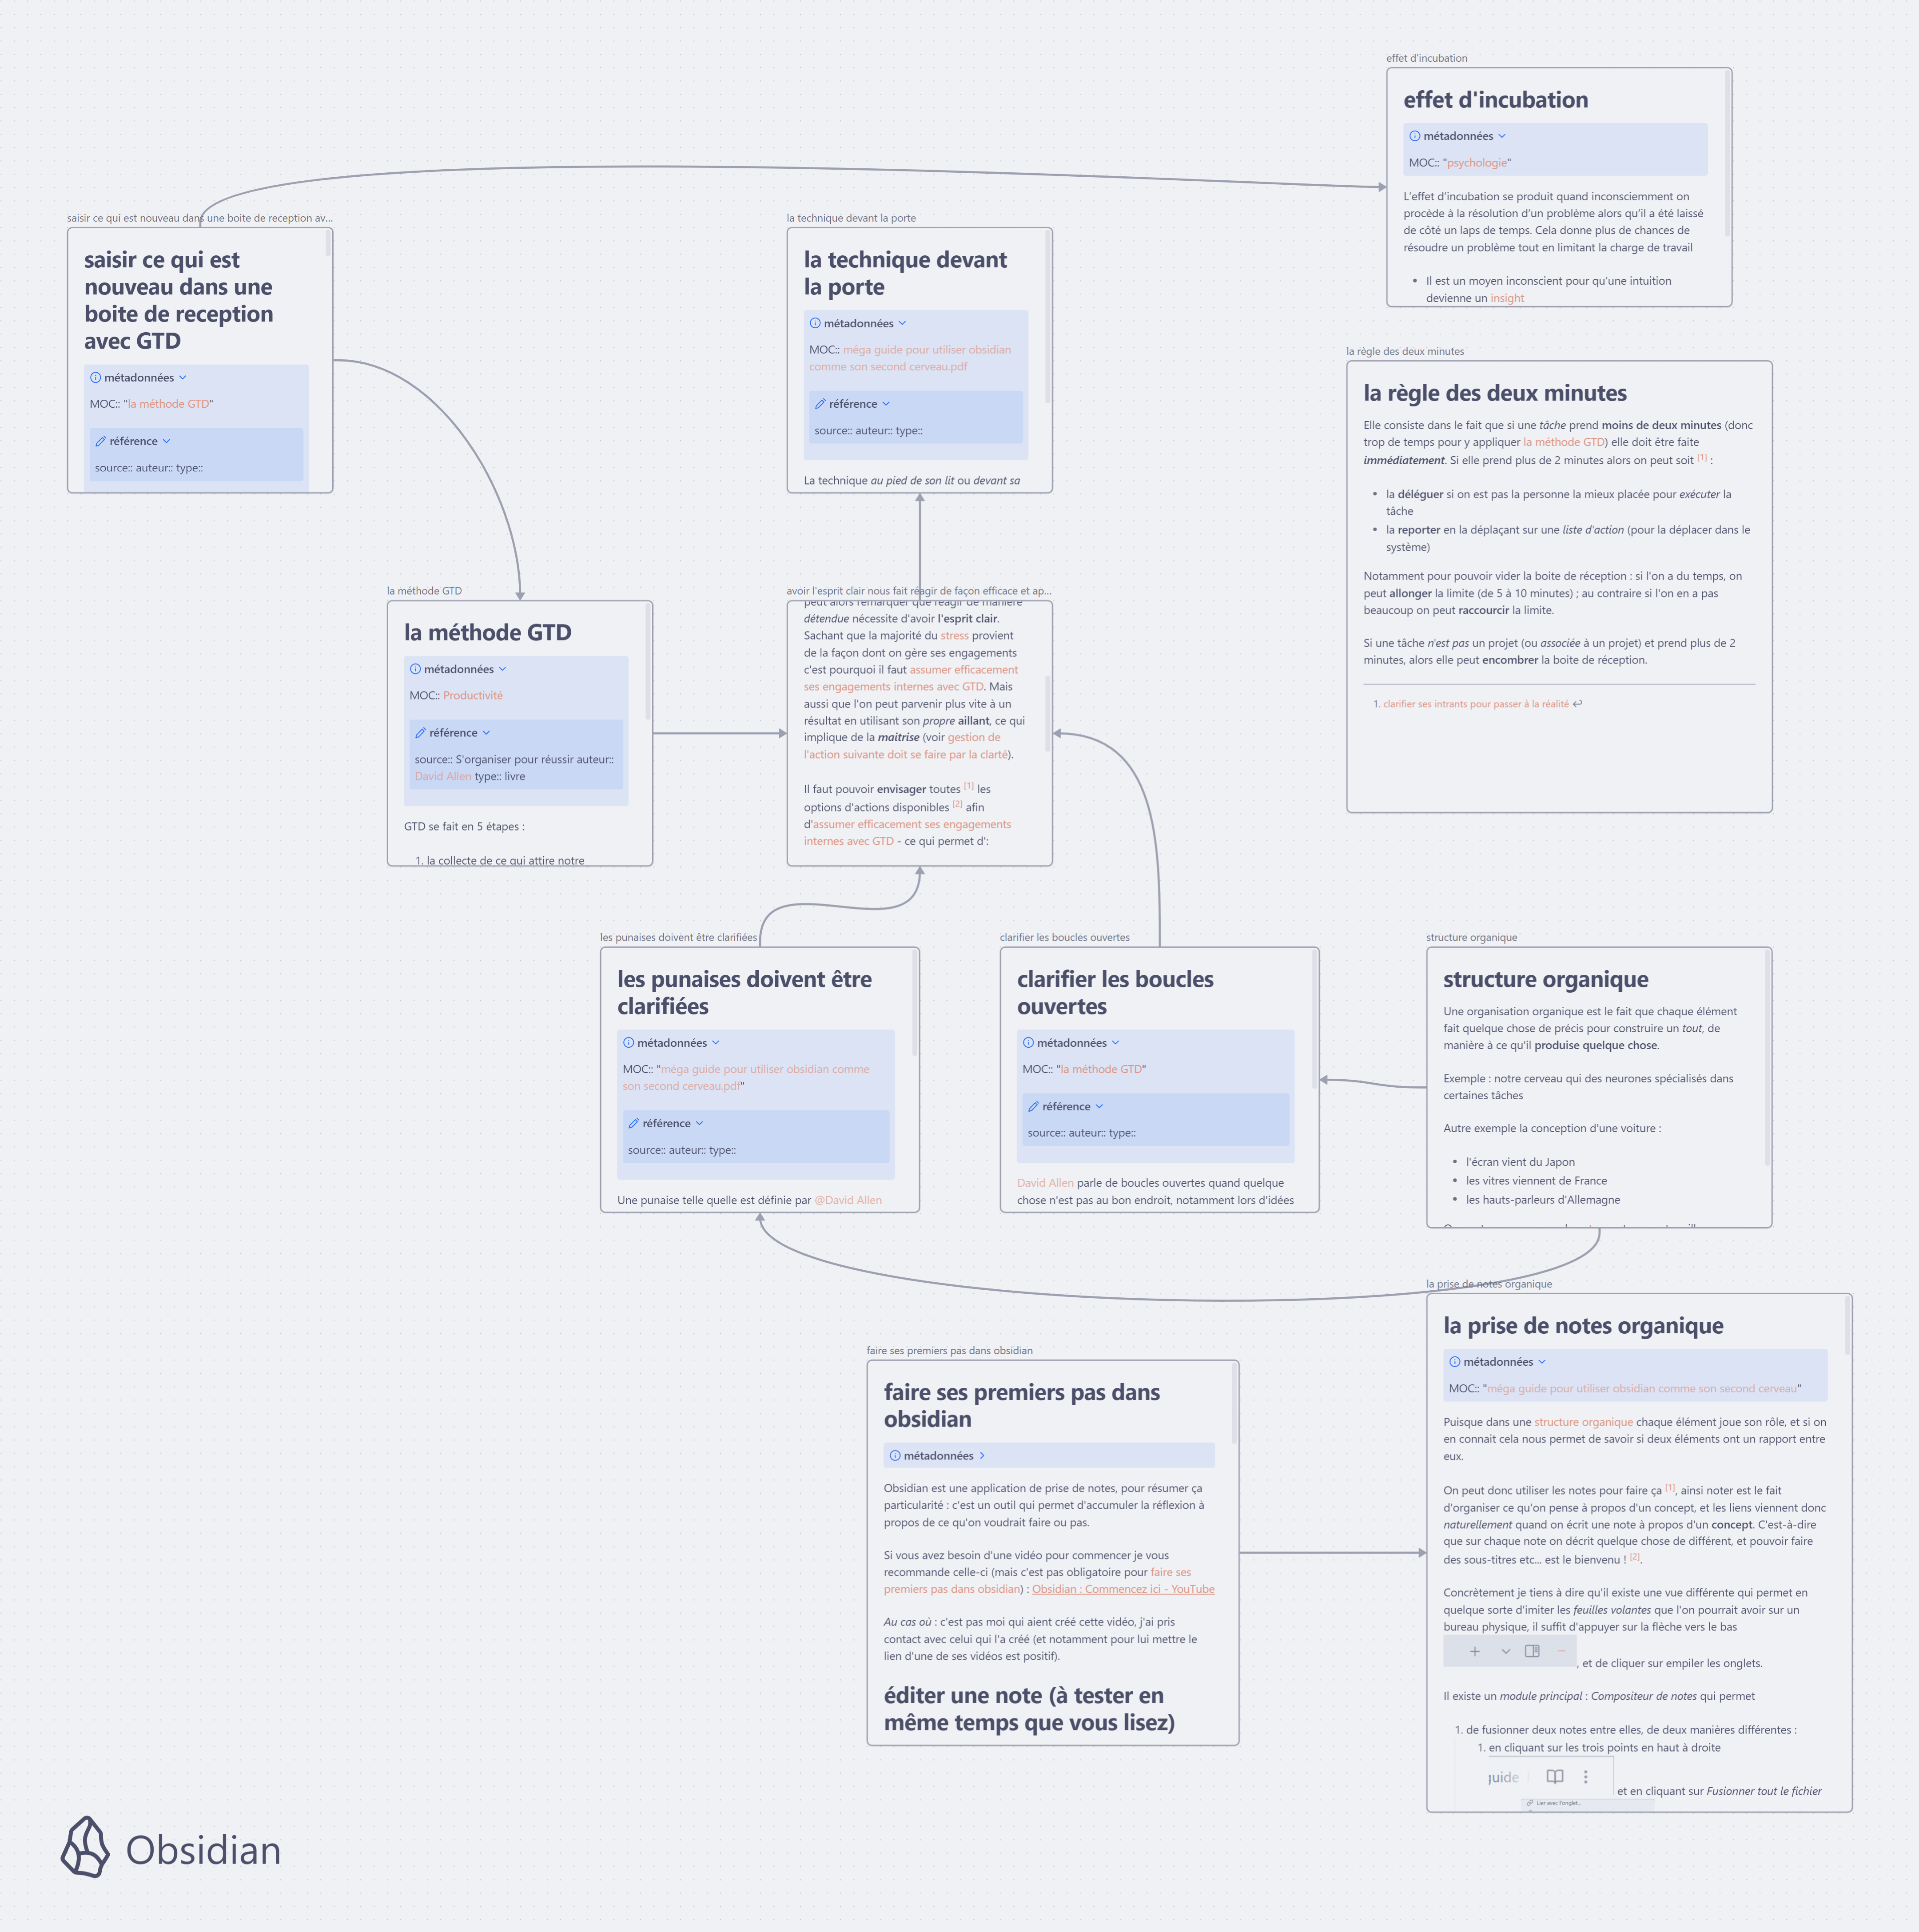 effet d'incubation
effet d'incubation
métadonnées
MOC:: "psychologie"
L'effet d'incubation se produit quand inconsciemment on
procède à la résolution d'un problème alors qu'il a été laissé
de côté un laps de temps. Cela donne plus de chances de
résoudre un problème tout en limitant la charge de travail
• Il est un moyen inconscient pour qu'une intuition
devienne un insight
saisir ce qui est nouveau dans une boite de reception av...
saisir ce qui est
nouveau dans une
boite de reception
avec GTD
métadonnées
MOC:: "la méthode GTD"
référence
source:: auteur:: type::
la technique devant la porte
la technique devant
la porte
métadonnées
MOC:: méga guide pour utiliser obsidian
comme son second cerveau.pdf
référence
source:: auteur:: type::
La technique au pied de son lit ou devant sa
la règle des deux minutes
la règle des deux minutes
Elle consiste dans le fait que si une tâche prend moins de deux minutes (donc
trop de temps pour y appliquer la méthode GTD) elle doit être faite
immédiatement. Si elle prend plus de 2 minutes alors on peut soit [1] :
• la déléguer si on est pas la personne la mieux placée pour exécuter la
tâche
• la reporter en la déplaçant sur une liste d'action (pour la déplacer dans le
système)
Notamment pour pouvoir vider la boite de réception : si l'on a du temps, on
peut allonger la limite (de 5 à 10 minutes) ; au contraire si l'on en a pas
beaucoup on peut raccourcir la limite.
Si une tâche n'est pas un projet (ou associée à un projet) et prend plus de 2
minutes, alors elle peut encombrer la boite de réception.
1. clarifier ses intrants pour passer à la réalité ↩
la méthode GTD
la méthode GTD
métadonnées
MOC:: Productivité
référence
source:: S'organiser pour réussir auteur::
David Allen type:: livre
GTD se fait en 5 étapes :
1. la collecte de ce qui attire notre
avoir l'esprit clair nous fait réagir de façon efficace et ap...
peut alors remarquer que réagir de manière
détendue nécessite d'avoir l'esprit clair.
Sachant que la majorité du stress provient
de la façon dont on gère ses engagements
c'est pourquoi il faut assumer efficacement
ses engagements internes avec GTD. Mais
aussi que l'on peut parvenir plus vite à un
résultat en utilisant son propre aillant, ce qui
implique de la maitrise (voir gestion de
l'action suivante doit se faire par la clarté).
Il faut pouvoir envisager toutes [1] les
options d'actions disponibles [2] afin
d'assumer efficacement ses engagements
internes avec GTD - ce qui permet d':
les punaises doivent être clarifiées
les punaises doivent être
clarifiées
métadonnées
MOC:: "méga guide pour utiliser obsidian comme
son second cerveau.pdf"
référence
source:: auteur:: type::
Une punaise telle quelle est définie par @David Allen
clarifier les boucles ouvertes
clarifier les boucles
ouvertes
métadonnées
MOC:: "la méthode GTD"
référence
source:: auteur:: type::
David Allen parle de boucles ouvertes quand quelque
chose n'est pas au bon endroit, notamment lors d'idées
structure organique
structure organique
Une organisation organique est le fait que chaque élément
fait quelque chose de précis pour construire un tout, de
manière à ce qu'il produise quelque chose.
Exemple : notre cerveau qui des neurones spécialisés dans
certaines tâches
Autre exemple la conception d'une voiture :
• l'écran vient du Japon
• les vitres viennent de France
• les hauts-parleurs d'Allemagne
la prise de notes organique
la prise de notes organique
métadonnées
MOC:: "méga guide pour utiliser obsidian comme son second cerveau"
Puisque dans une structure organique chaque élément joue son rôle, et si on
en connait cela nous permet de savoir si deux éléments ont un rapport entre
eux.
On peut donc utiliser les notes pour faire ça [1], ainsi noter est le fait
d'organiser ce qu'on pense à propos d'un concept, et les liens viennent donc
naturellement quand on écrit une note à propos d'un concept. C'est-à-dire
que sur chaque note on décrit quelque chose de différent, et pouvoir faire
des sous-titres etc... est le bienvenu ! [2].
Concrètement je tiens à dire qu'il existe une vue différente qui permet en
quelque sorte d'imiter les feuilles volantes que l'on pourrait avoir sur un
bureau physique, il suffit d'appuyer sur la flèche vers le bas
, et de cliquer sur empiler les onglets.
Il existe un module principal : Compositeur de notes qui permet
1. de fusionner deux notes entre elles, de deux manières différentes :
1. en cliquant sur les trois points en haut à droite
guide
et en cliquant sur Fusionner tout le fichier
Lier avec l'onglet...
faire ses premiers pas dans obsidian
faire ses premiers pas dans
obsidian
métadonnées
Obsidian est une application de prise de notes, pour résumer ça
particularité : c'est un outil qui permet d'accumuler la réflexion à
propos de ce qu'on voudrait faire ou pas.
Si vous avez besoin d'une vidéo pour commencer je vous
recommande celle-ci (mais c'est pas obligatoire pour faire ses
premiers pas dans obsidian) : Obsidian : Commencez ici - YouTube
Au cas où : c'est pas moi qui aient créé cette vidéo, j'ai pris
contact avec celui qui l'a créé (et notamment pour lui mettre le
lien d'une de ses vidéos est positif).
éditer une note (à tester en
même temps que vous lisez)
Obsidian